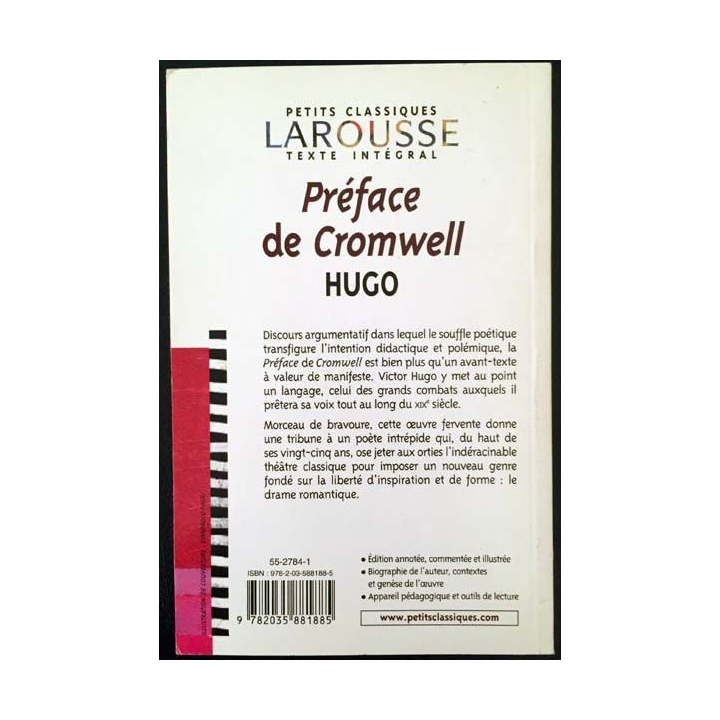 PETITS CLASSIQUES
LAROUSSE
TEXTE INTÉGRAL
Préface
de Cromwell
HUGO
Discours argumentatif dans lequel le souffle poétique
transfigure l'intention didactique et polémique, la
Préface de Cromwell est bien plus qu'un avant-texte
à valeur de manifeste. Victor Hugo y met au point
un langage, celui des grands combats auxquels il
prêtera sa voix tout au long du XIXe siècle.
Morceau de bravoure, cette œuvre fervente donne
une tribune à un poète intrépide qui, du haut de
ses vingt-cinq ans, ose jeter aux orties l'indéracinable
théâtre classique pour imposer un nouveau genre
fondé sur la liberté d'inspiration et de forme : le
drame romantique.
55-2784-1
ISBN : 978-2-03-588188-5
9 782035 881885
• Édition annotée, commentée et illustrée
• Biographie de l'auteur, contextes
et genèse de l'œuvre
• Appareil pédagogique et outils de lecture
www.petitsclassiques.com
ILLUSTRATION DE COUVERTURE :